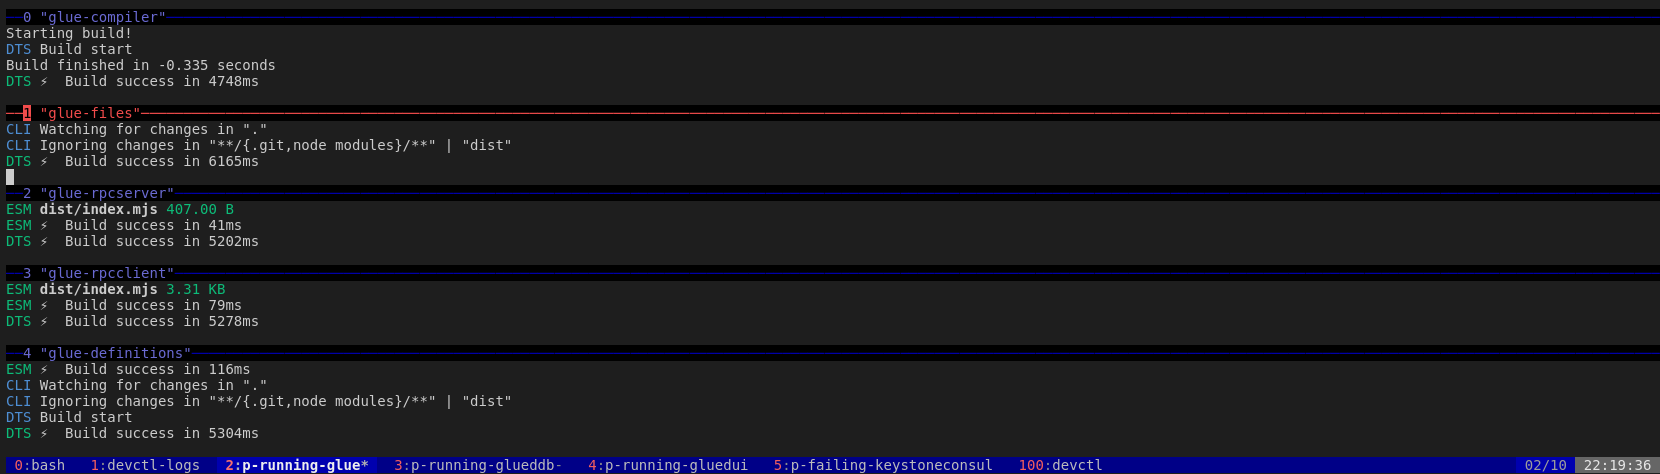 0 "glue-compiler"
Starting build!
DTS Build start
Build finished in -0.335 seconds
DTS ⚡ Build success in 4748ms
1 "glue-files"
CLI Watching for changes in "."
CLI Ignoring changes in "**/{.git,node modules}/**" | "dist"
DTS ⚡ Build success in 6165ms
2 "glue-rpcserver"
ESM dist/index.mjs 407.00 B
ESM ⚡ Build success in 41ms
DTS ⚡ Build success in 5202ms
3 "glue-rpcclient"
ESM dist/index.mjs 3.31 KB
ESM ⚡ Build success in 79ms
DTS ⚡ Build success in 5278ms
4 "glue-definitions"
ESM ⚡ Build success in 116ms
CLI Watching for changes in "."
CLI Ignoring changes in "**/{.git,node modules}/**" | "dist"
DTS Build start
DTS ⚡ Build success in 5304ms
0:bash 1:devctl-logs 2:p-running-glue* 3:p-running-glueddb- 4:p-running-gluedui 5:p-failing-keystoneconsul 100:devctl 02/10 22:19:36